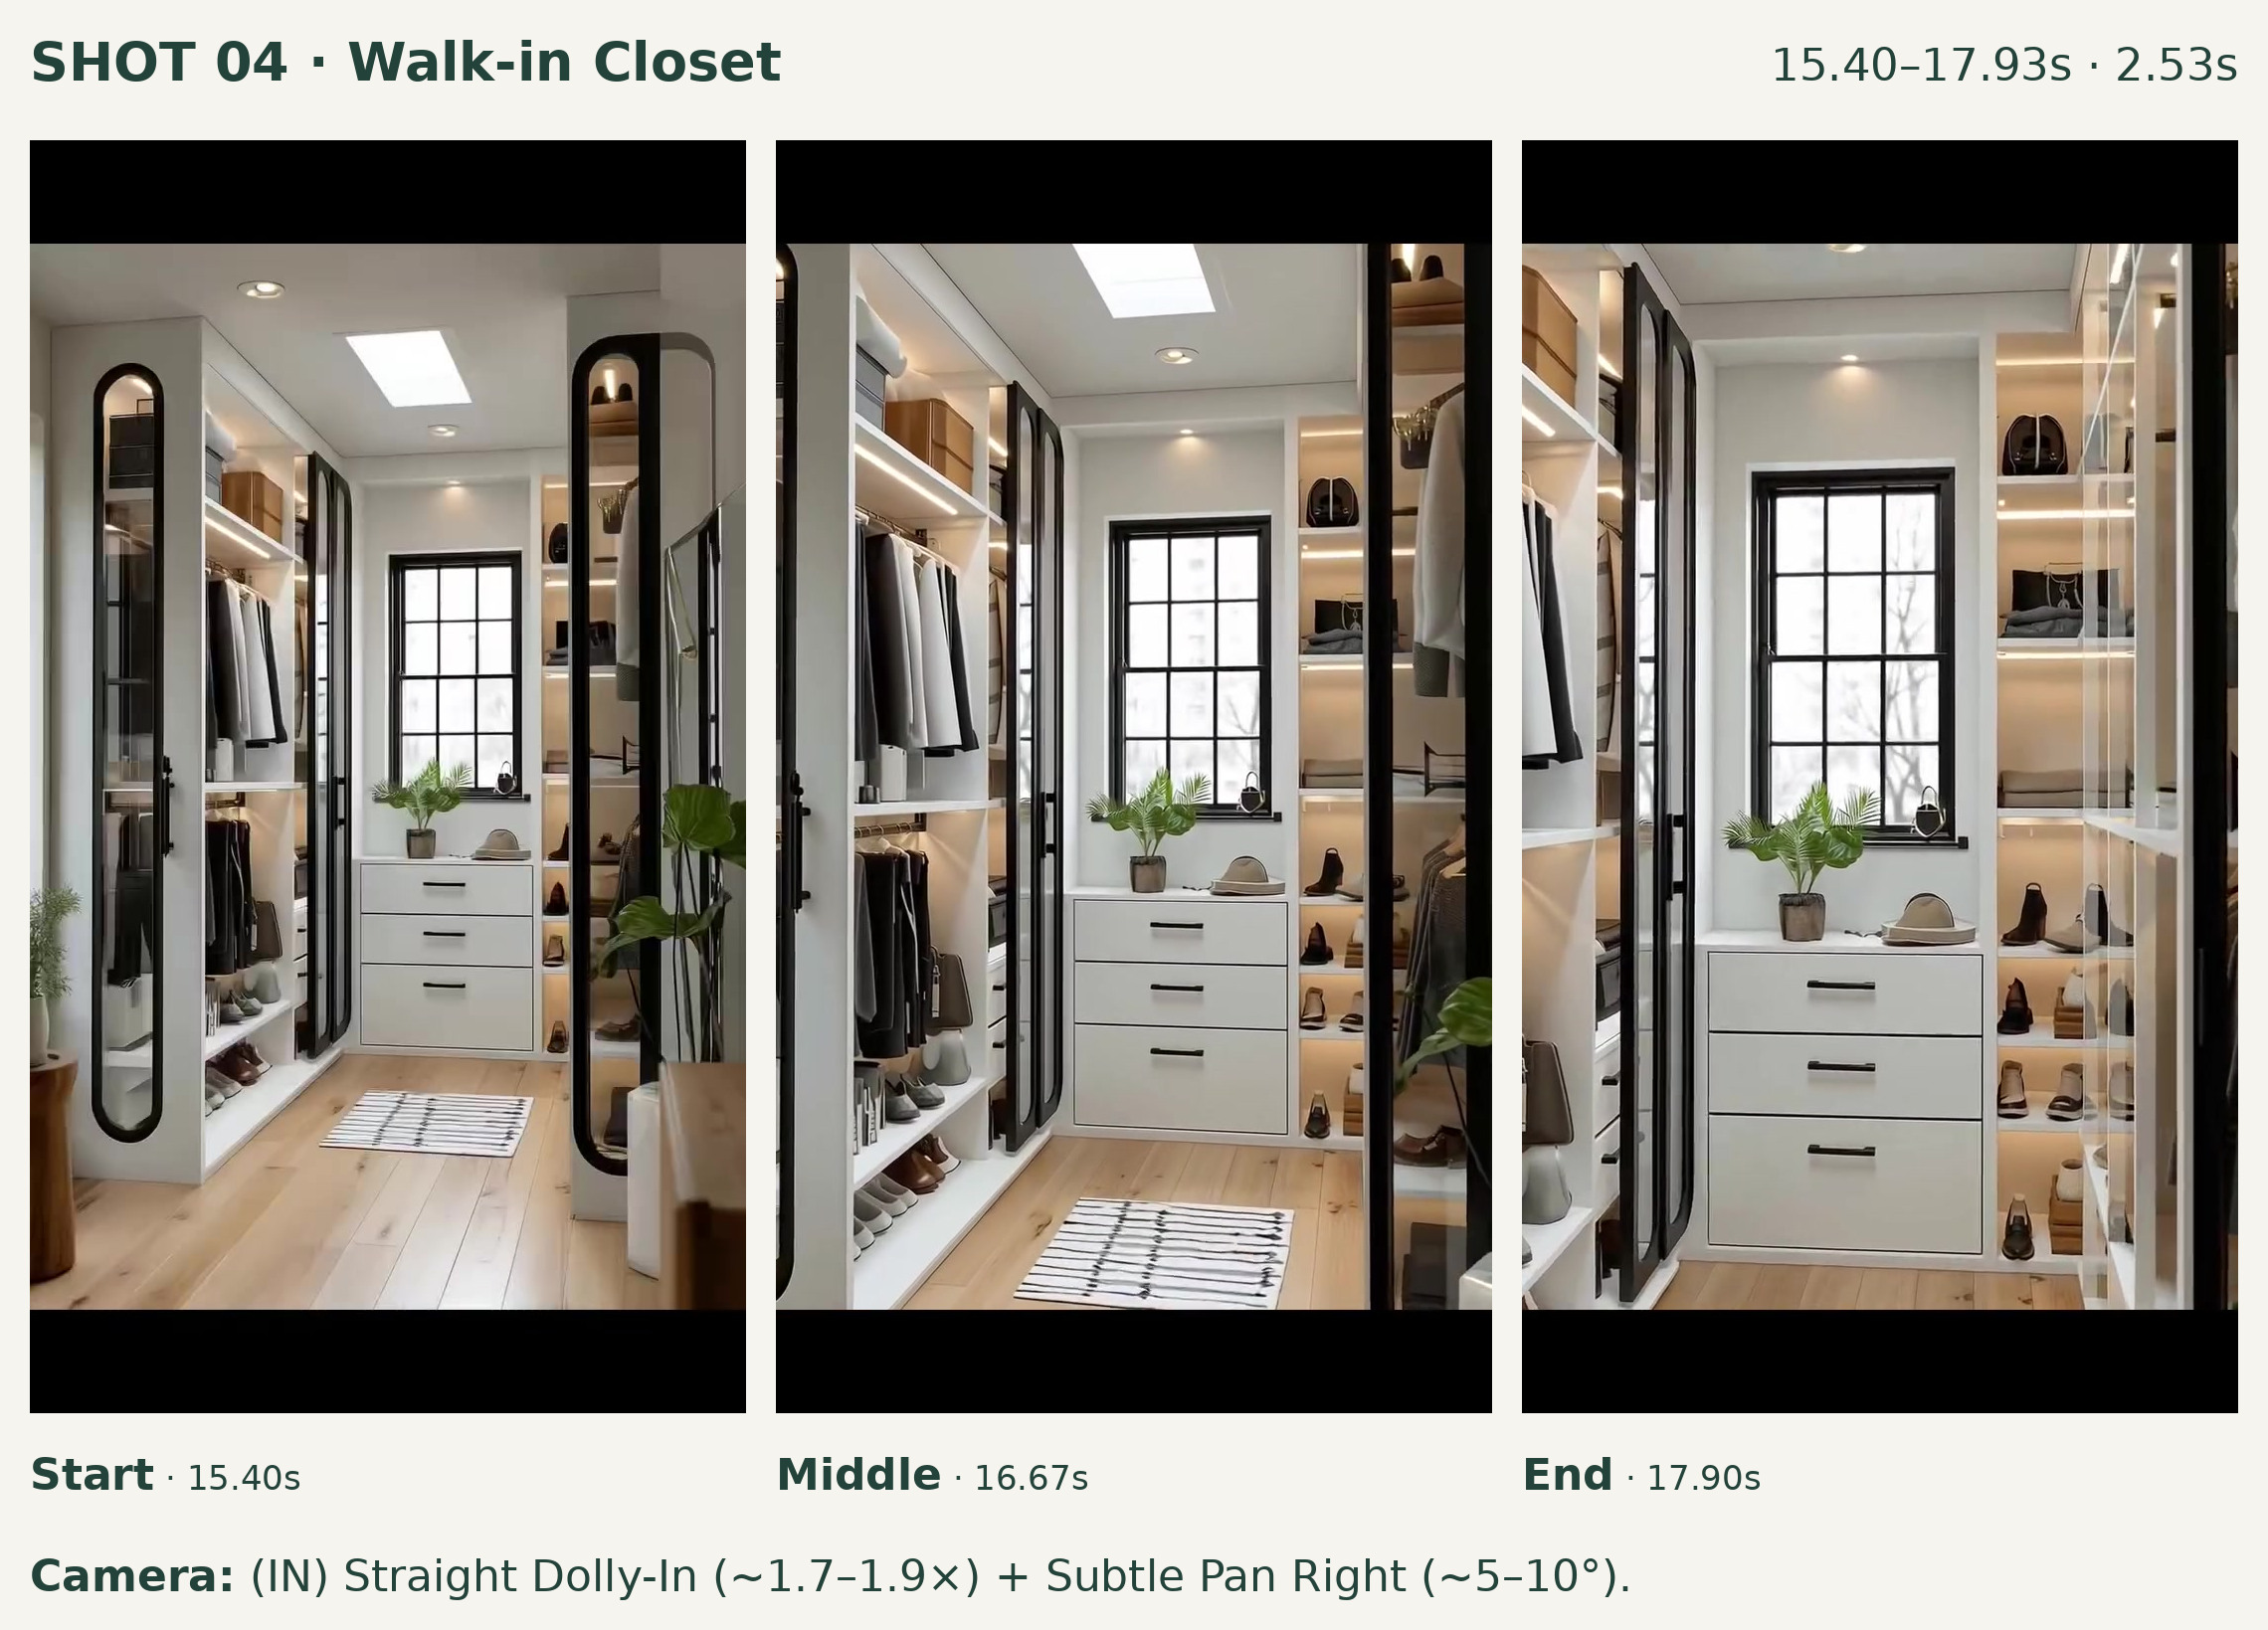 SHOT 04 · Walk-in Closet
15.40–17.93s · 2.53s
Start · 15.40s
Middle · 16.67s
End · 17.90s
Camera: (IN) Straight Dolly-In (~1.7–1.9×) + Subtle Pan Right (~5–10°).